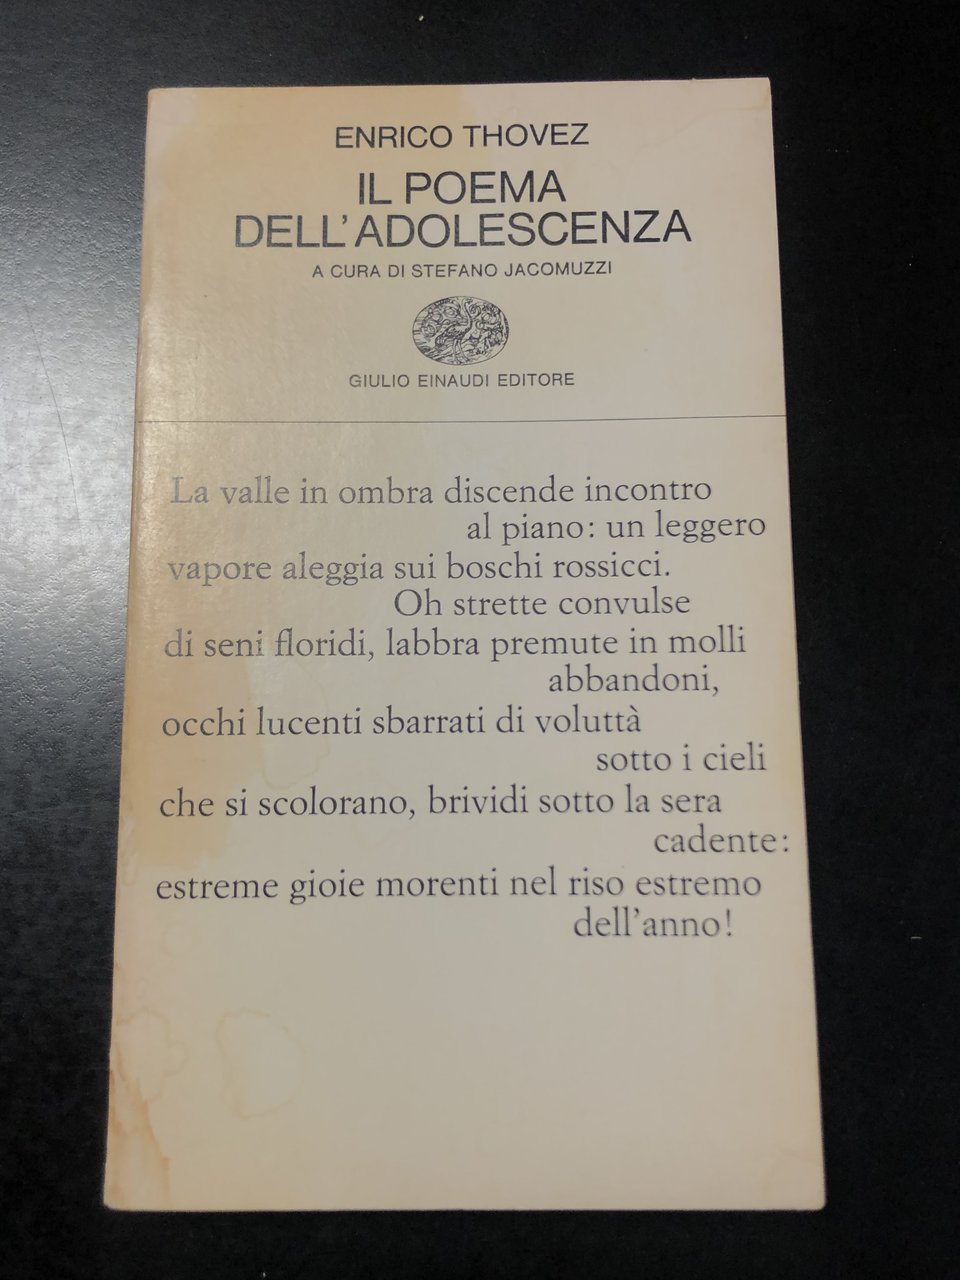 ENRICO THOVEZ
IL POEMA
DELL'ADOLESCENZA
A CURA DI STEFANO JACOMUZZI
GIULIO EINAUDI EDITORE
La valle in ombra discende incontro
al piano: un leggero
vapore aleggia sui boschi rossicci.
Oh strette convulse
di seni floridi, labbra premute in molli
abbandoni,
occhi lucenti sbarrati di voluttà
sotto i cieli
che si scolorano, brividi sotto la sera
cadente:
estreme gioie morenti nel riso estremo
dell'anno!